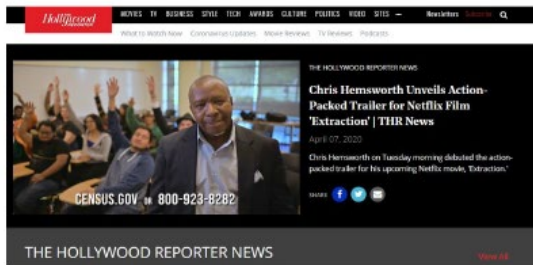 Hollywood
REPORTER
MOVIES TV BUSINESS STYLE TECH AWARDS CULTURE POLITICS VIDEO SITES
Newsletters Subscribe
What to Watch Now Coronavirus Updates Movie Reviews TV Reviews Podcasts
CENSUS.GOV OR 800-923-8282
THE HOLLYWOOD REPORTER NEWS
Chris Hemsworth Unveils Action-
Packed Trailer for Netflix Film
'Extraction' | THR News
April 07, 2020
Chris Hemsworth on Tuesday morning debuted the action-
packed trailer for his upcoming Netflix movie, 'Extraction.'
SHARE
THE HOLLYWOOD REPORTER NEWS
View All